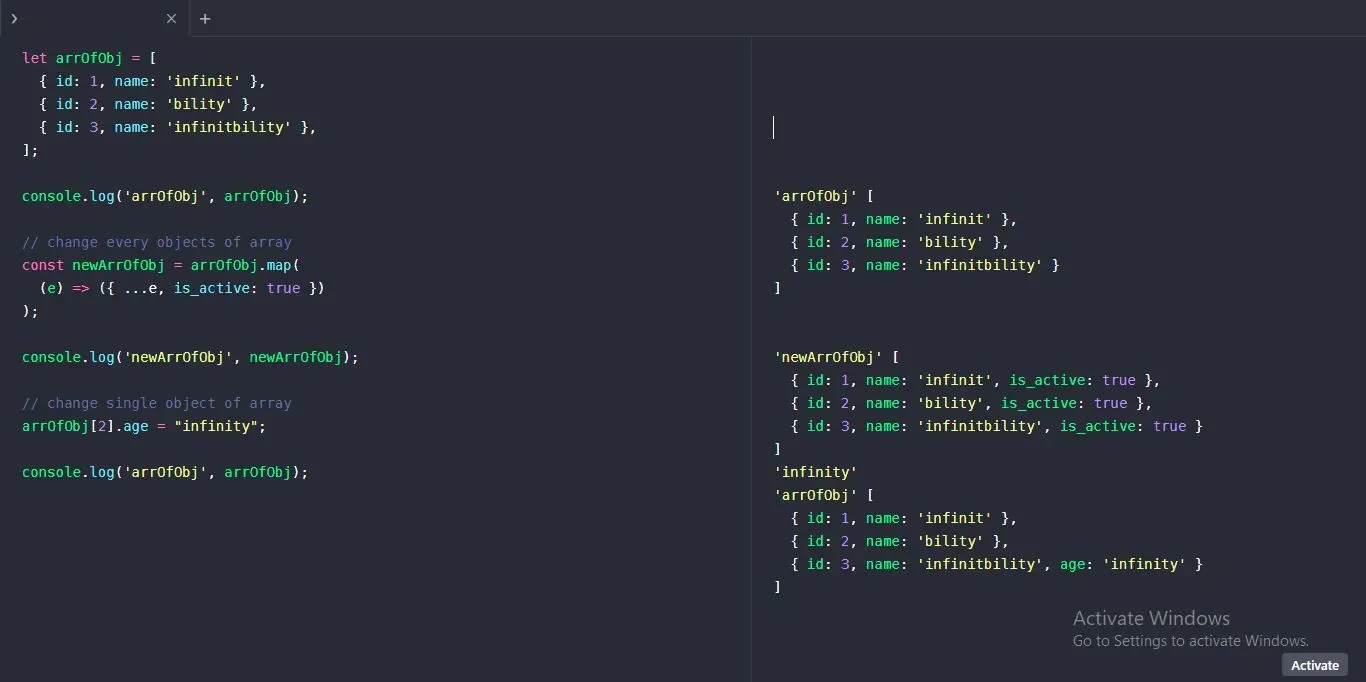 let arrOfObj = [
  { id: 1, name: 'infinit' },
  { id: 2, name: 'bility' },
  { id: 3, name: 'infinitbility' },
];

console.log('arrOfObj', arrOfObj);

// change every objects of array
const newArrOfObj = arrOfObj.map(
  (e) => ({ ...e, is_active: true })
);

console.log('newArrOfObj', newArrOfObj);

// change single object of array
arrOfObj[2].age = "infinity";

console.log('arrOfObj', arrOfObj);

'arrOfObj' [
  { id: 1, name: 'infinit' },
  { id: 2, name: 'bility' },
  { id: 3, name: 'infinitbility' }
]

'newArrOfObj' [
  { id: 1, name: 'infinit', is_active: true },
  { id: 2, name: 'bility', is_active: true },
  { id: 3, name: 'infinitbility', is_active: true }
]
'infinity'
'arrOfObj' [
  { id: 1, name: 'infinit' },
  { id: 2, name: 'bility' },
  { id: 3, name: 'infinitbility', age: 'infinity' }
]
Activate Windows
Go to Settings to activate Windows.
Activate